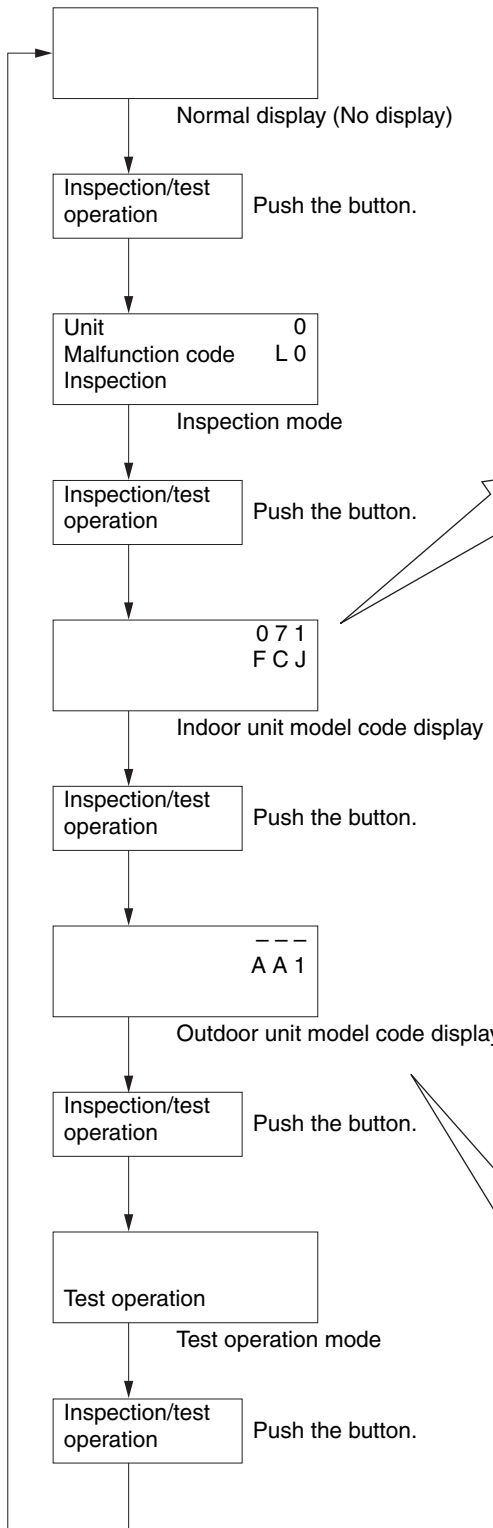 Normal display (No display)
Inspection/test
operation
Push the button.
Unit 0
Malfunction code L 0
Inspection
Inspection mode
Inspection/test
operation
Push the button.
0 7 1
F C J
Indoor unit model code display
Inspection/test
operation
Push the button.
– – –
A A 1
Outdoor unit model code display
Inspection/test
operation
Push the button.
Test operation
Test operation mode
Inspection/test
operation
Push the button.